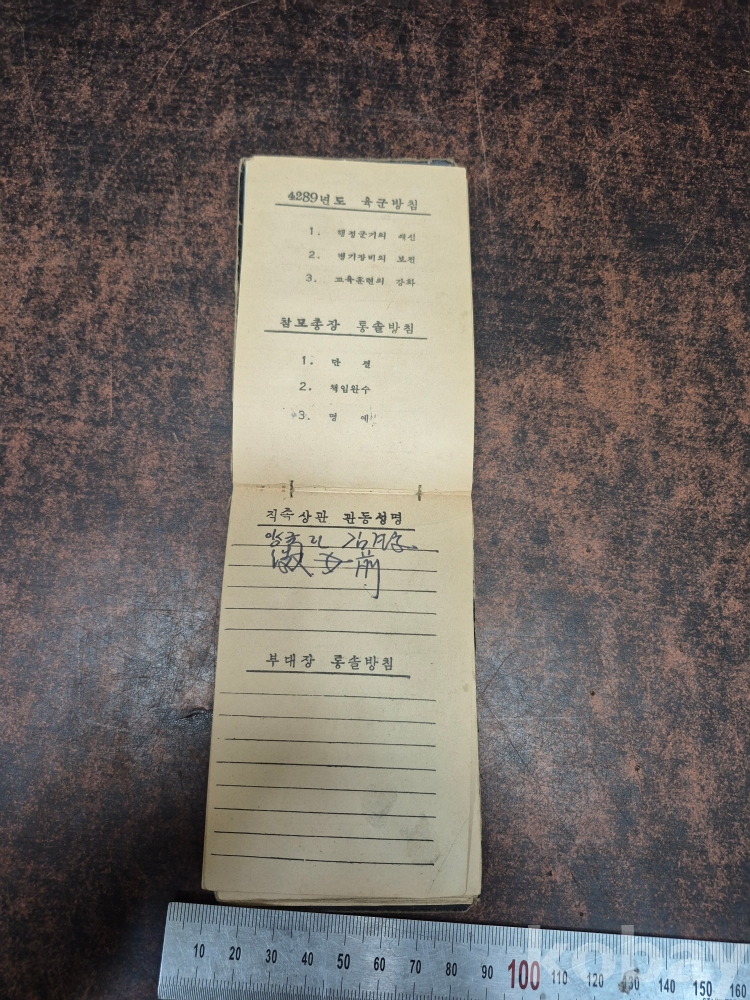 4289년도 육군방침
1. 행정군기의 쇄신
2. 병기장비의 보전
3. 교육훈련의 강화
참모총장 통솔방침
1. 단 결
2. 책임완수
3. 명 예
직속상관 관등성명
부대장 통솔방침
10 20 30 40 50 60 70 80 90 100 110 120 130 140 150 160
kobay